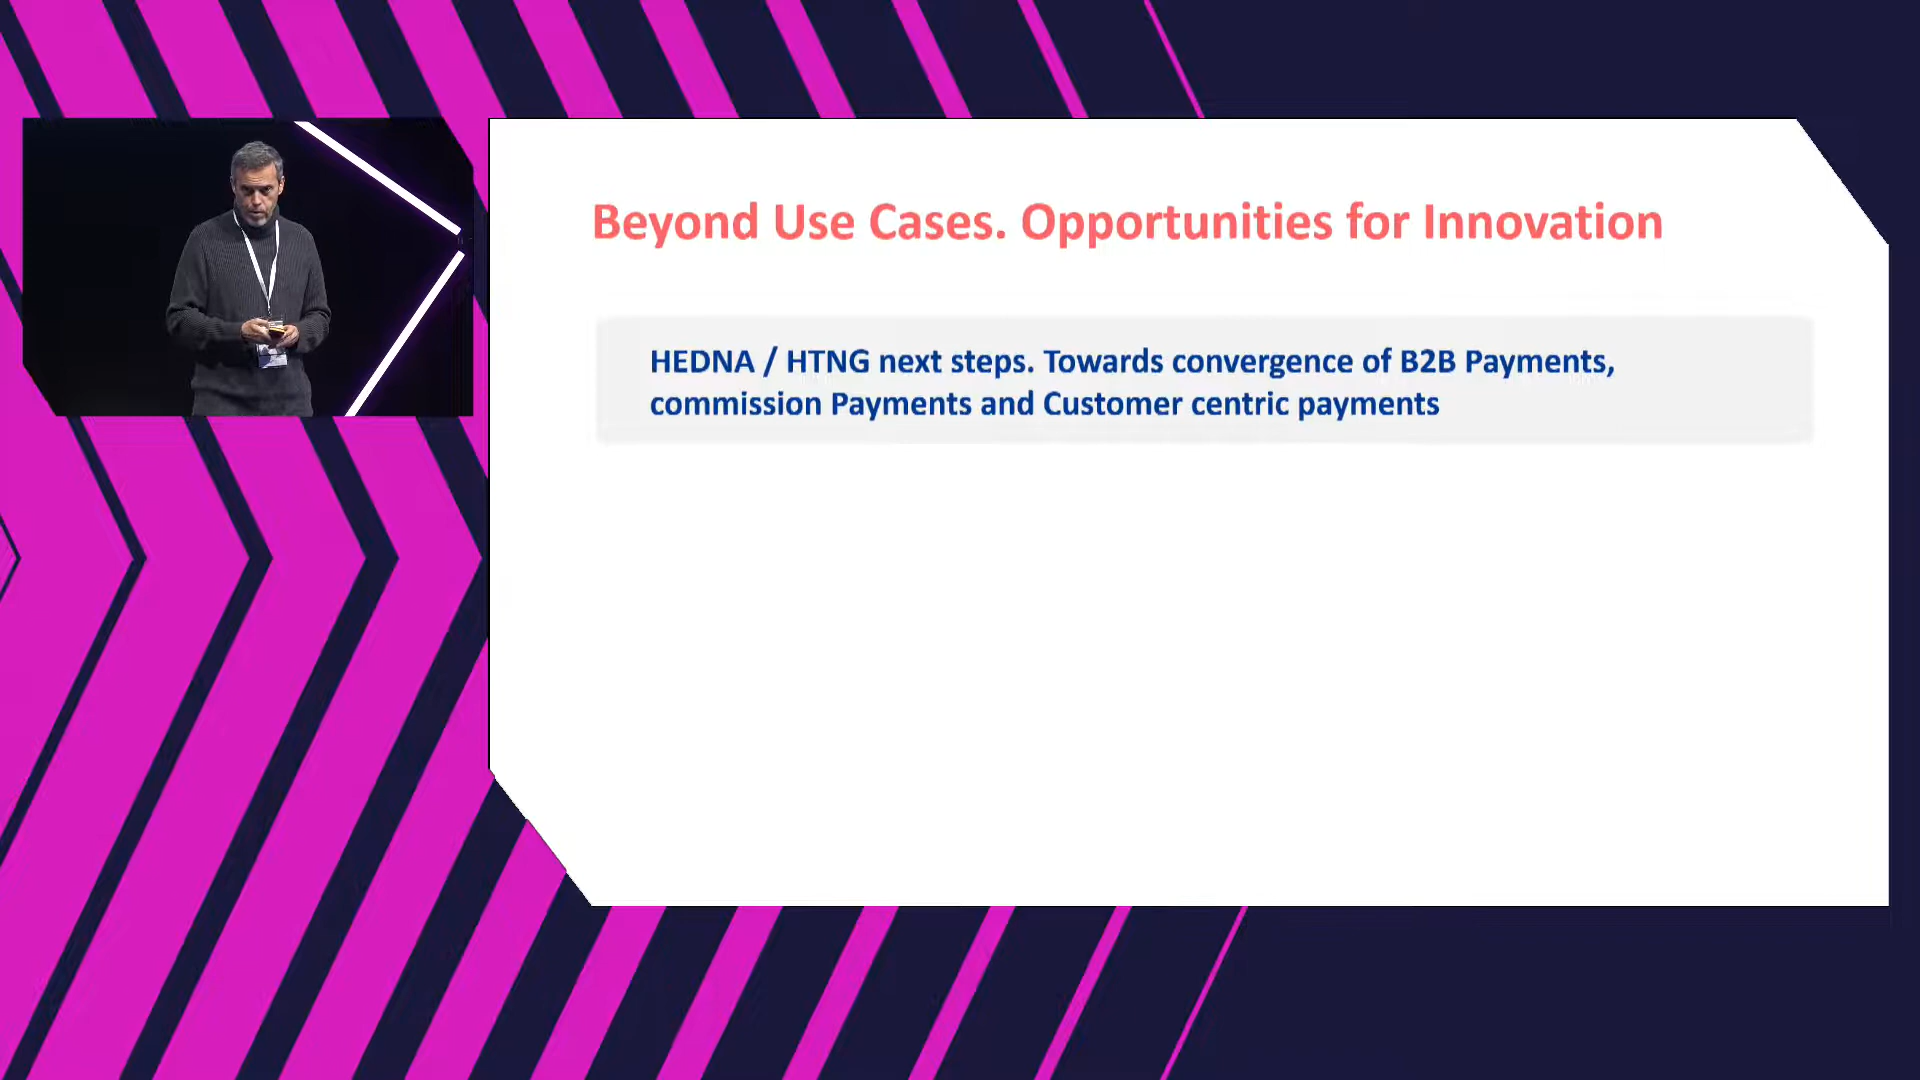 Beyond Use Cases. Opportunities for Innovation
HEDNA / HTNG next steps. Towards convergence of B2B Payments,
commission Payments and Customer centric payments